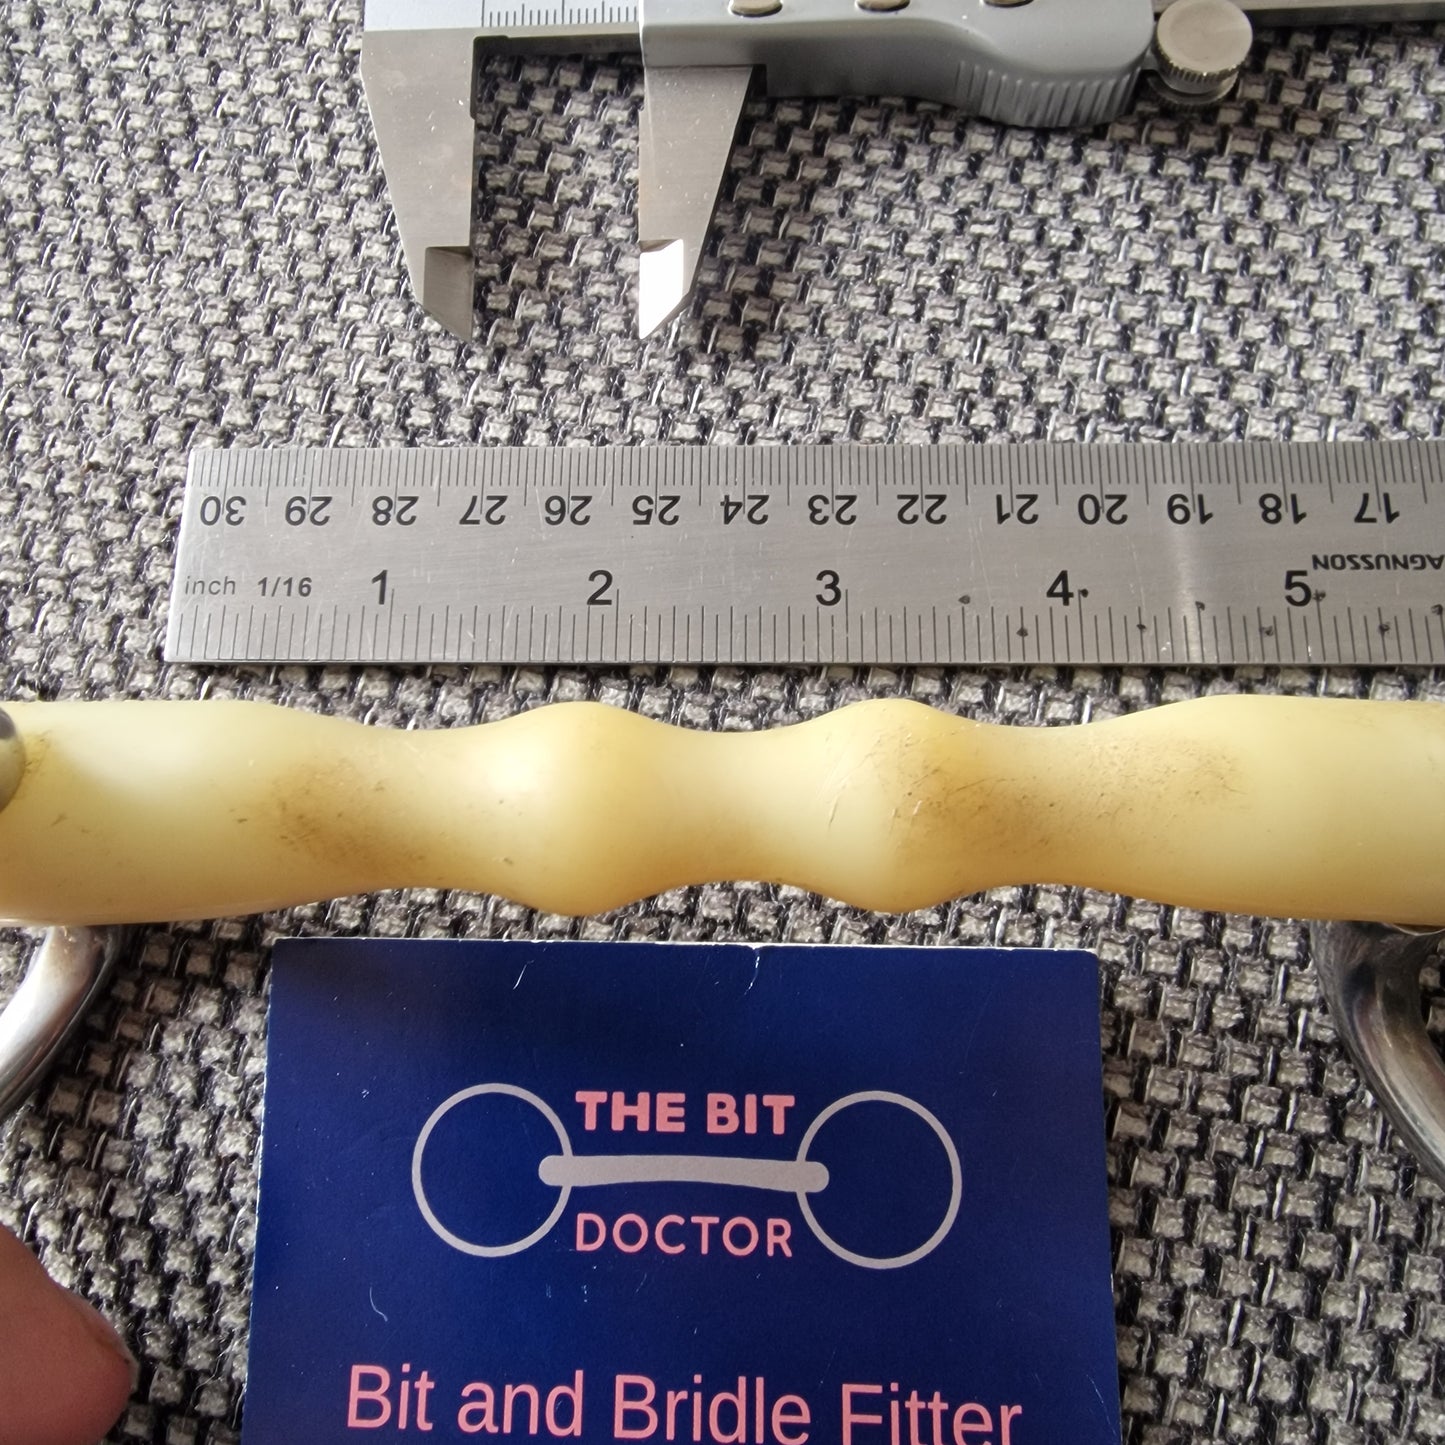 30 29 28 27 26 25 24 23 22 21 20 19 18 17
AGNUSSON
inch 1/16 1 2 3 4 5
THE BIT
DOCTOR
Bit and Bridle Fitter